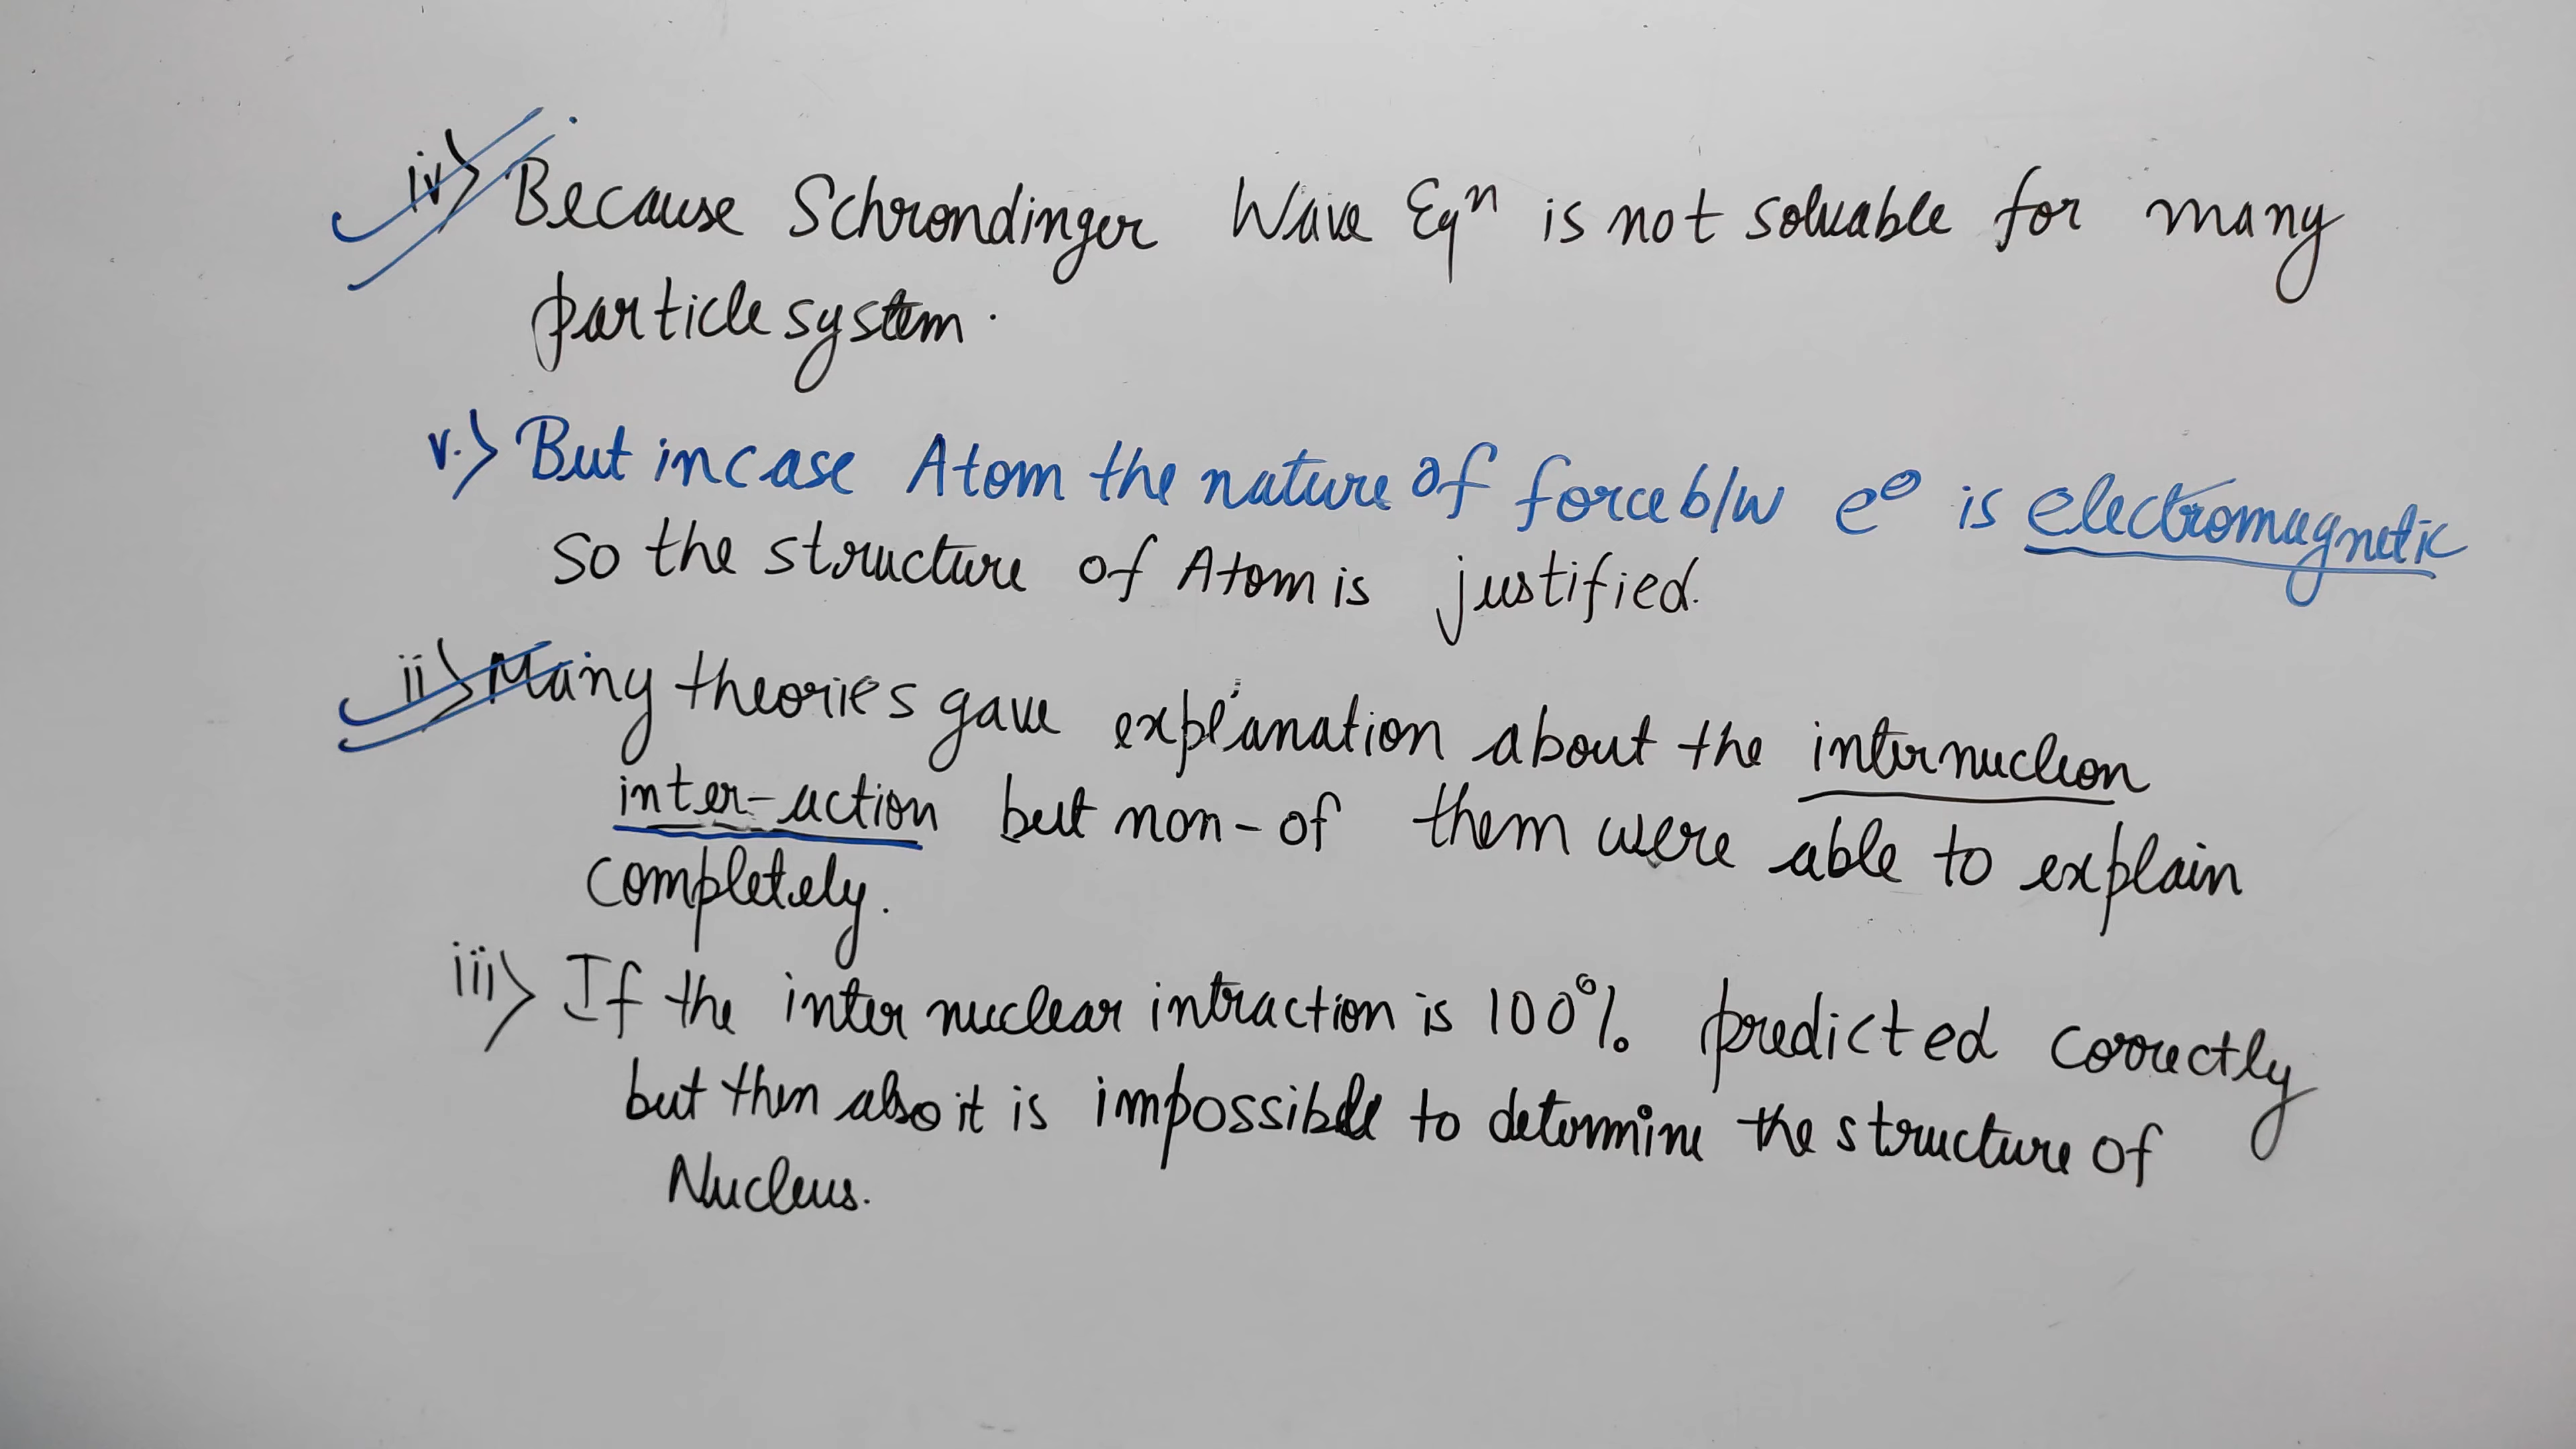 iv) Because Schrondinger Wave Eqⁿ is not soluable for many
particle system.
v.) But incase Atom the nature of force b/w e⊖ is electromagnetic
so the structure of Atom is justified.
ii) Many theories gave explanation about the internucleon
inter-action but non-of them were able to explain
completely.
iii) If the inter nuclear intraction is 100% predicted correctly
but then also it is impossible to determine the structure of
Nucleus.